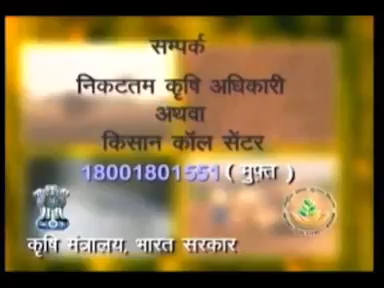 सम्पर्क
निकटतम कृषि अधिकारी
अथवा
किसान कॉल सेंटर
18001801551 ( मुफ़्त )
कृषि मंत्रालय, भारत सरकार